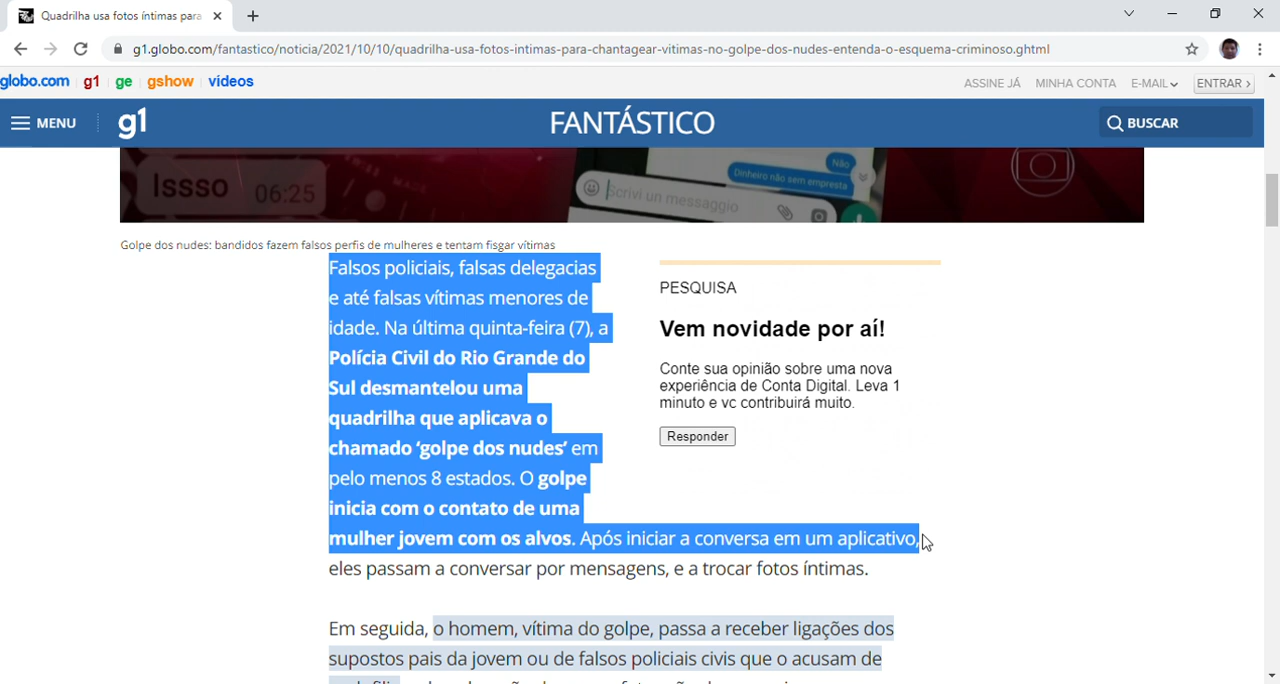 Quadrilha usa fotos íntimas para
g1.globo.com/fantastico/noticia/2021/10/10/quadrilha-usa-fotos-intimas-para-chantagear-vitimas-no-golpe-dos-nudes-entenda-o-esquema-criminoso.ghtml
globo.com g1 ge gshow vídeos ASSINE JÁ MINHA CONTA E-MAIL ENTRAR ›
MENU g1 FANTÁSTICO BUSCAR
Issso 06:25
Não
Dinheiro não sem empresta
Scrivi un messaggio
Golpe dos nudes: bandidos fazem falsos perfis de mulheres e tentam fisgar vítimas
Falsos policiais, falsas delegacias
e até falsas vítimas menores de
idade. Na última quinta-feira (7), a
Polícia Civil do Rio Grande do
Sul desmantelou uma
quadrilha que aplicava o
chamado ‘golpe dos nudes’ em
pelo menos 8 estados. O golpe
inicia com o contato de uma
mulher jovem com os alvos. Após iniciar a conversa em um aplicativo,
eles passam a conversar por mensagens, e a trocar fotos íntimas.
PESQUISA
Vem novidade por aí!
Conte sua opinião sobre uma nova
experiência de Conta Digital. Leva 1
minuto e vc contribuirá muito.
Responder
Em seguida, o homem, vítima do golpe, passa a receber ligações dos
supostos pais da jovem ou de falsos policiais civis que o acusam de